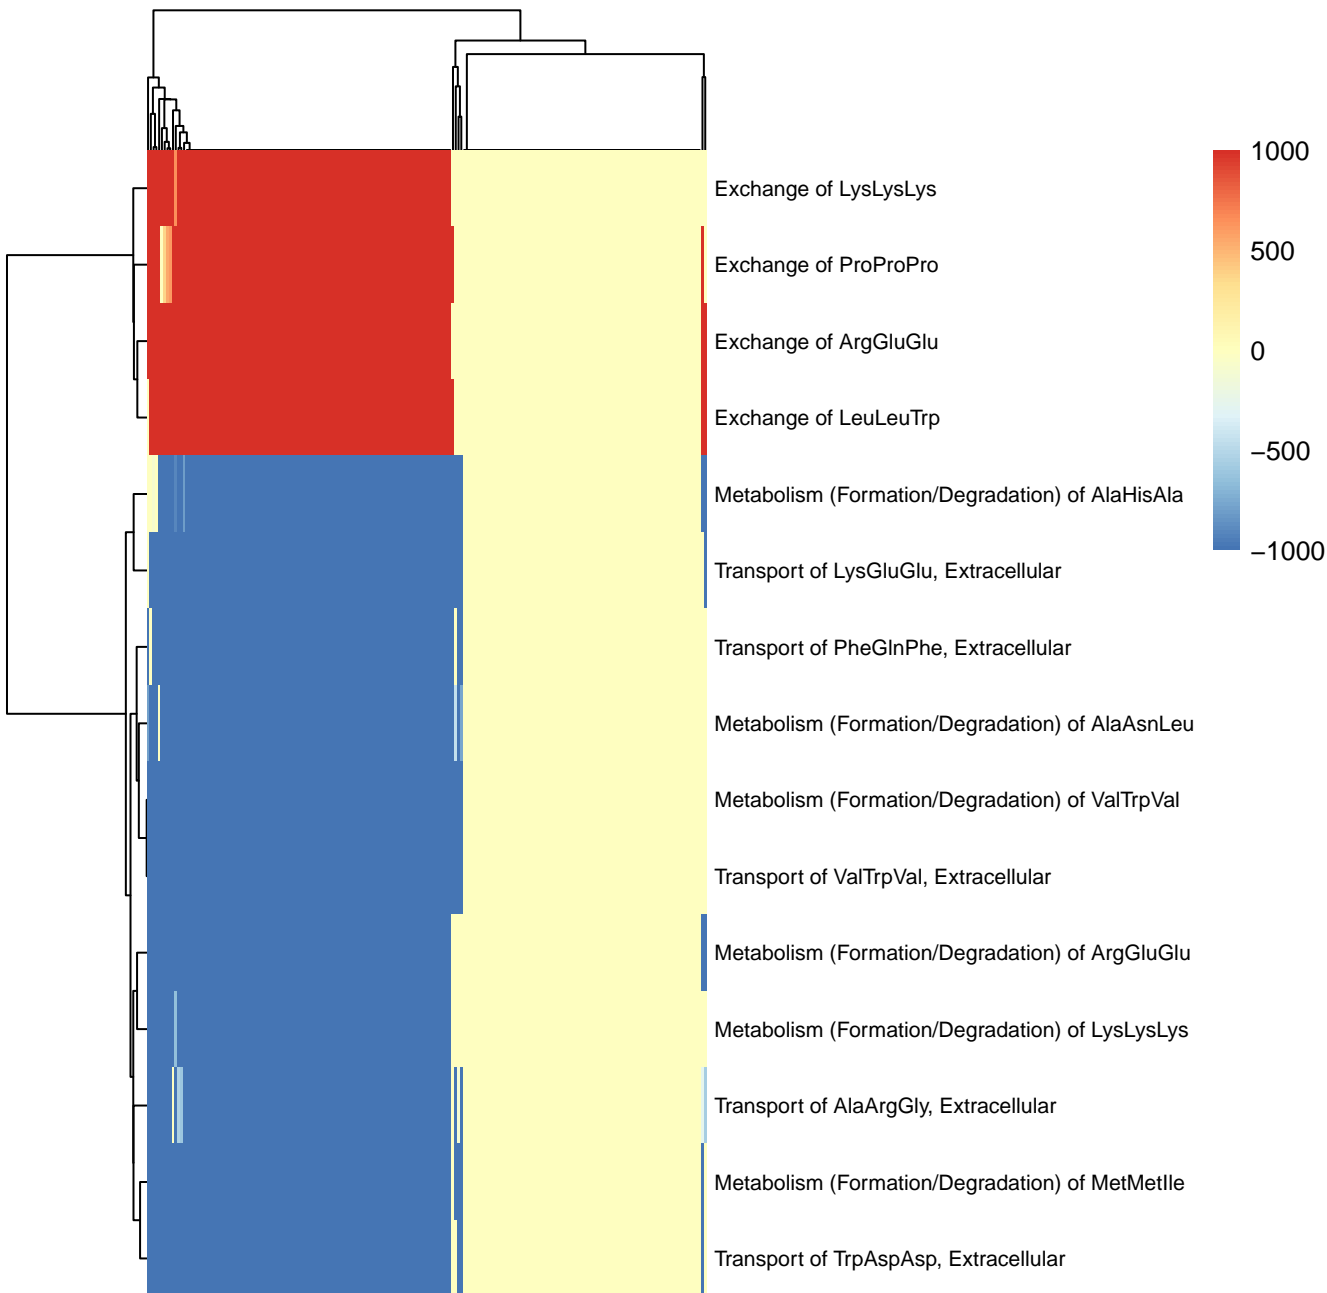 Exchange of LysLysLys
Exchange of ProProPro
Exchange of ArgGluGlu
Exchange of LeuLeuTrp
Metabolism (Formation/Degradation) of AlaHisAla
Transport of LysGluGlu, Extracellular
Transport of PheGlnPhe, Extracellular
Metabolism (Formation/Degradation) of AlaAsnLeu
Metabolism (Formation/Degradation) of ValTrpVal
Transport of ValTrpVal, Extracellular
Metabolism (Formation/Degradation) of ArgGluGlu
Metabolism (Formation/Degradation) of LysLysLys
Transport of AlaArgGly, Extracellular
Metabolism (Formation/Degradation) of MetMetIle
Transport of TrpAspAsp, Extracellular
1000
500
0
−500
−1000